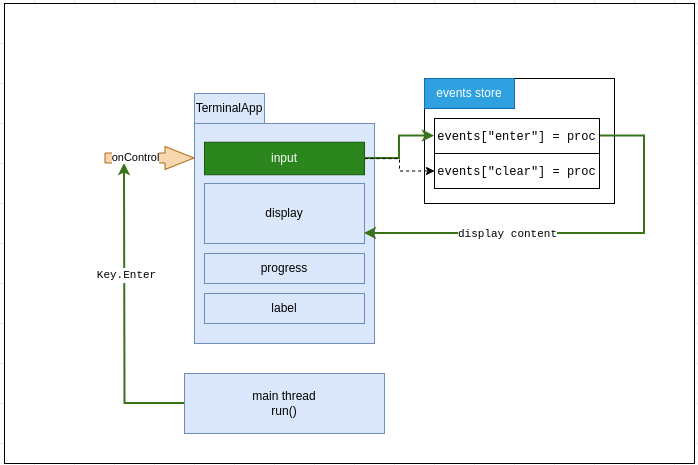 TerminalApp
events store
onControl
input
events["enter"] = proc
events["clear"] = proc
display
display content
progress
Key.Enter
label
main thread
run()